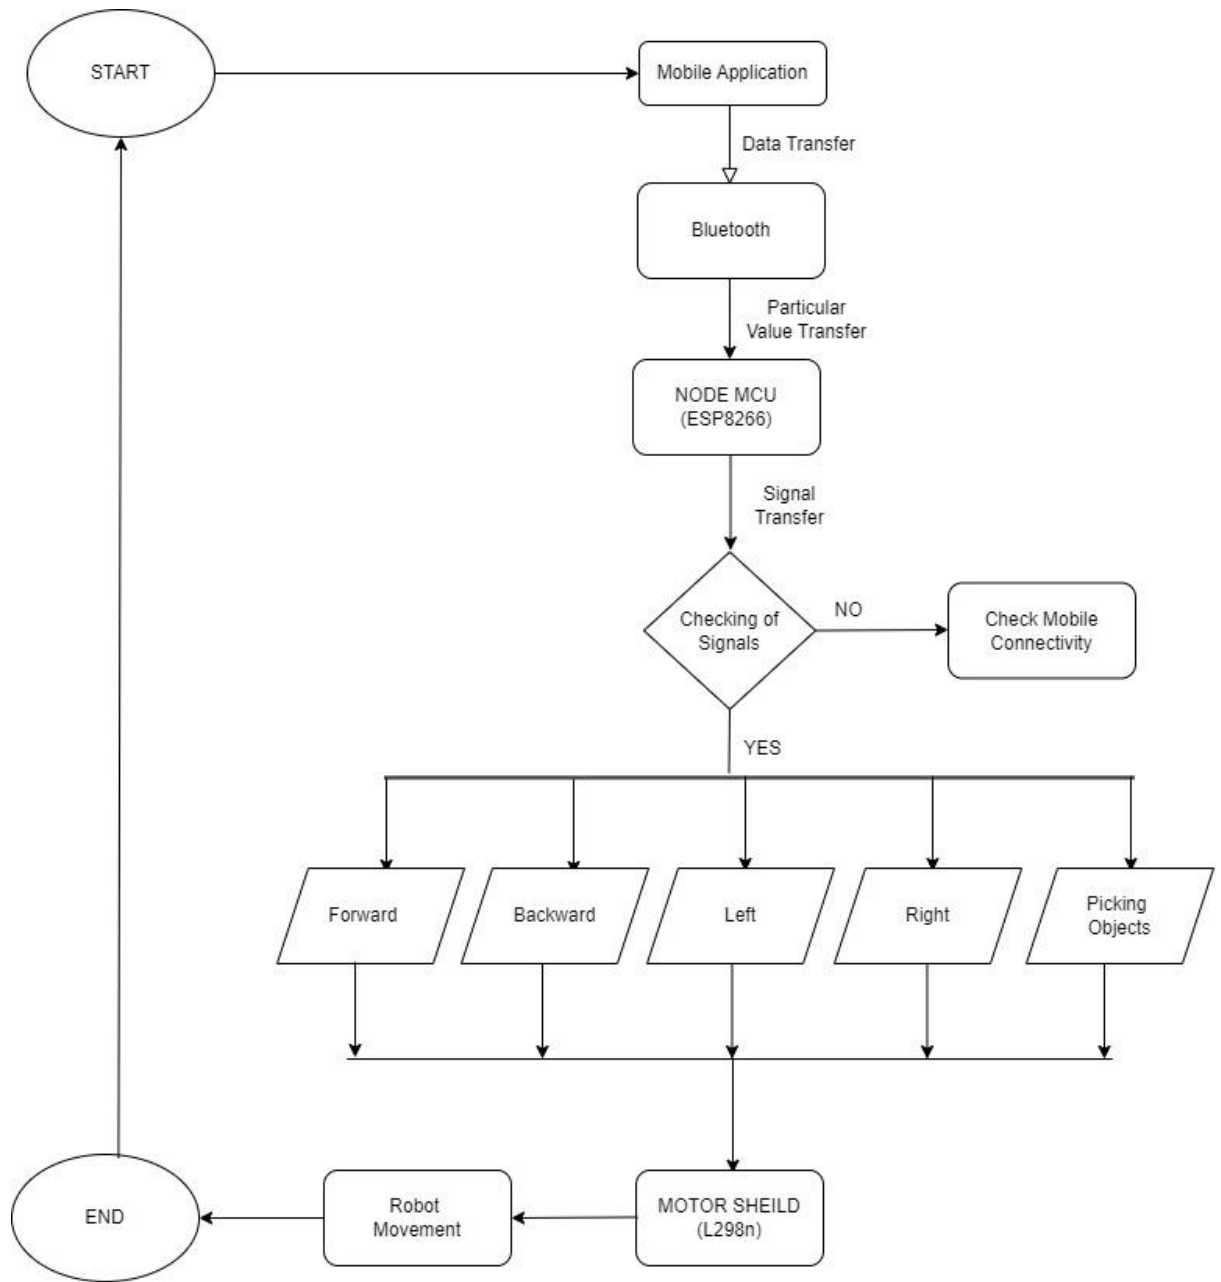 START
Mobile Application
Data Transfer
Bluetooth
Particular
Value Transfer
NODE MCU
(ESP8266)
Signal
Transfer
Checking of
Signals
NO
Check Mobile
Connectivity
YES
Forward
Backward
Left
Right
Picking
Objects
END
Robot
Movement
MOTOR SHEILD
(L298n)